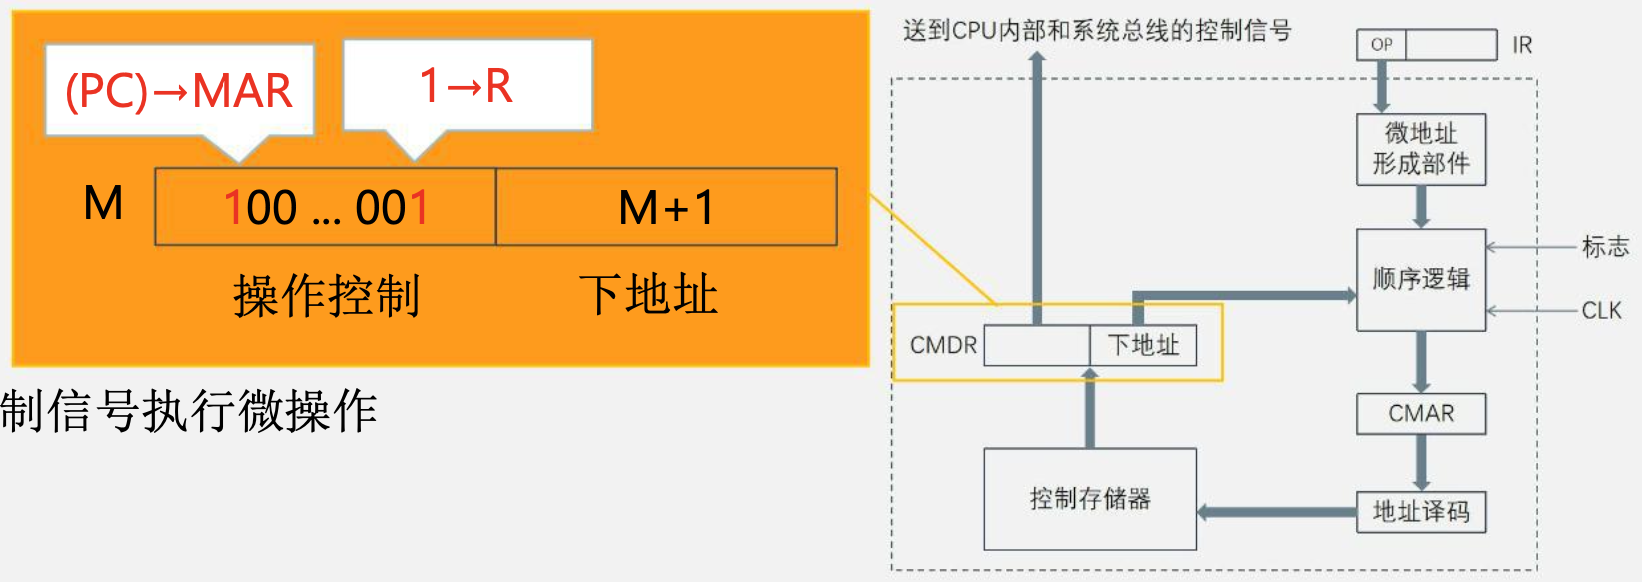 (PC)→MAR
1→R
M
100 ... 001
M+1
操作控制
下地址
制信号执行微操作
送到CPU内部和系统总线的控制信号
OP
IR
微地址
形成部件
顺序逻辑
标志
CLK
CMDR
下地址
CMAR
控制存储器
地址译码